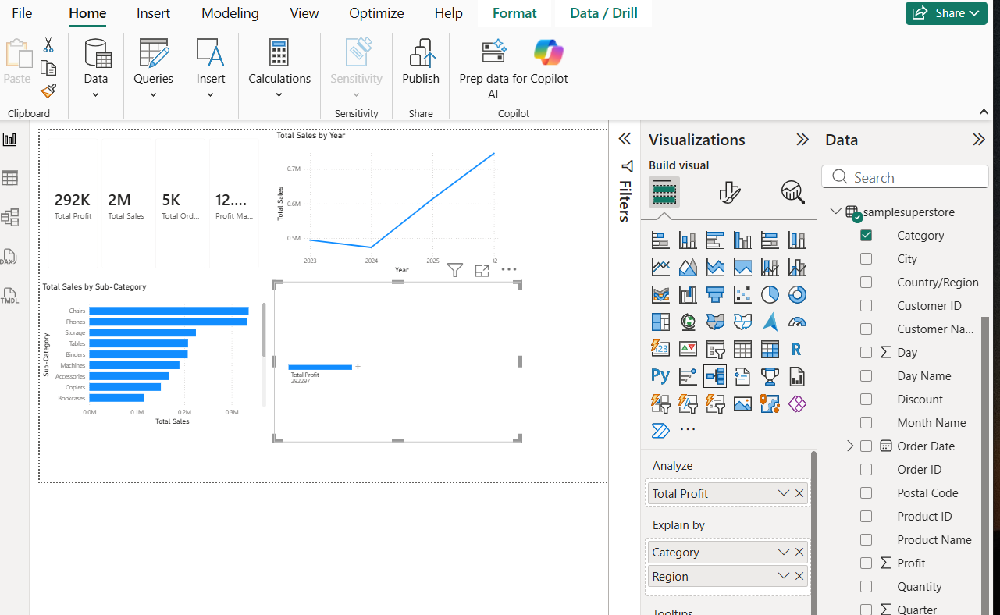 File Home Insert Modeling View Optimize Help Format Data / Drill Share
Paste Data Queries Insert Calculations Sensitivity Publish Prep data for Copilot
AI
Clipboard Sensitivity Share Copilot
DAX
TMDL
292K
Total Profit
2M
Total Sales
5K
Total Ord...
12....
Profit Ma...
Total Sales by Year
Total Sales
0.7M
0.6M
0.5M
2023 2024 2025
Year
Total Sales by Sub-Category
Sub-Category
Chairs
Phones
Storage
Tables
Binders
Machines
Accessories
Copiers
Bookcases
0.0M 0.1M 0.2M 0.3M
Total Sales
Total Profit
292297
Filters
Visualizations
Build visual
123
R
Py
Analyze
Total Profit
Explain by
Category
Region
Tooltips
Data
Search
samplesuperstore
Category
City
Country/Region
Customer ID
Customer Na...
Day
Day Name
Discount
Month Name
Order Date
Order ID
Postal Code
Product ID
Product Name
Profit
Quantity
Quarter